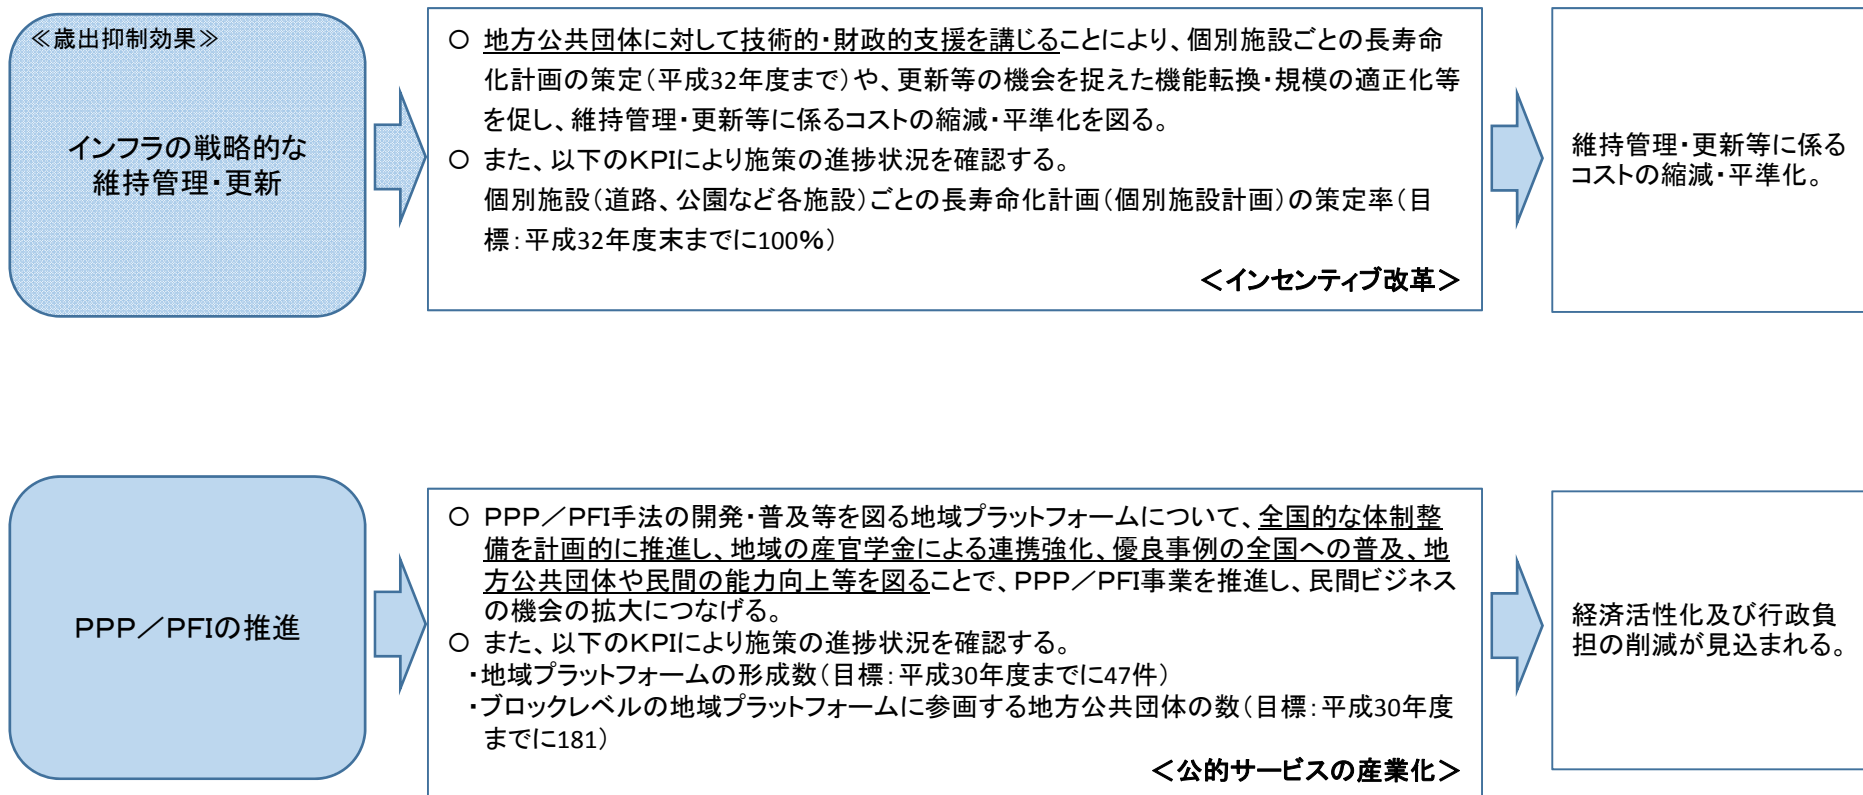 ≪歳出抑制効果≫
インフラの戦略的な
維持管理・更新
○ 地方公共団体に対して技術的・財政的支援を講じることにより、個別施設ごとの長寿命
化計画の策定（平成32年度まで）や、更新等の機会を捉えた機能転換・規模の適正化等
を促し、維持管理・更新等に係るコストの縮減・平準化を図る。
○ また、以下のKPIにより施策の進捗状況を確認する。
個別施設（道路、公園など各施設）ごとの長寿命化計画（個別施設計画）の策定率（目
標：平成32年度末までに100％）
＜インセンティブ改革＞
維持管理・更新等に係る
コストの縮減・平準化。
PPP／PFIの推進
○ PPP／PFI手法の開発・普及等を図る地域プラットフォームについて、全国的な体制整
備を計画的に推進し、地域の産官学金による連携強化、優良事例の全国への普及、地
方公共団体や民間の能力向上等を図ることで、PPP／PFI事業を推進し、民間ビジネス
の機会の拡大につなげる。
○ また、以下のKPIにより施策の進捗状況を確認する。
・地域プラットフォームの形成数（目標：平成30年度までに47件）
・ブロックレベルの地域プラットフォームに参画する地方公共団体の数（目標：平成30年度
までに181）
＜公的サービスの産業化＞
経済活性化及び行政負
担の削減が見込まれる。